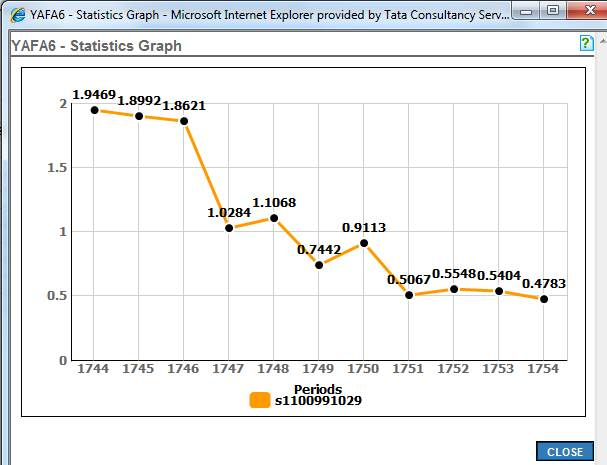 YAFA6 - Statistics Graph - Microsoft Internet Explorer provided by Tata Consultancy Serv...
YAFA6 - Statistics Graph
?
1.9469 1.8992 1.8621
2
1.5
1.0284 1.1068
1
0.7442 0.9113
0.5067 0.5548 0.5404 0.4783
0.5
0
1744 1745 1746 1747 1748 1749 1750 1751 1752 1753 1754
Periods
s1100991029
CLOSE